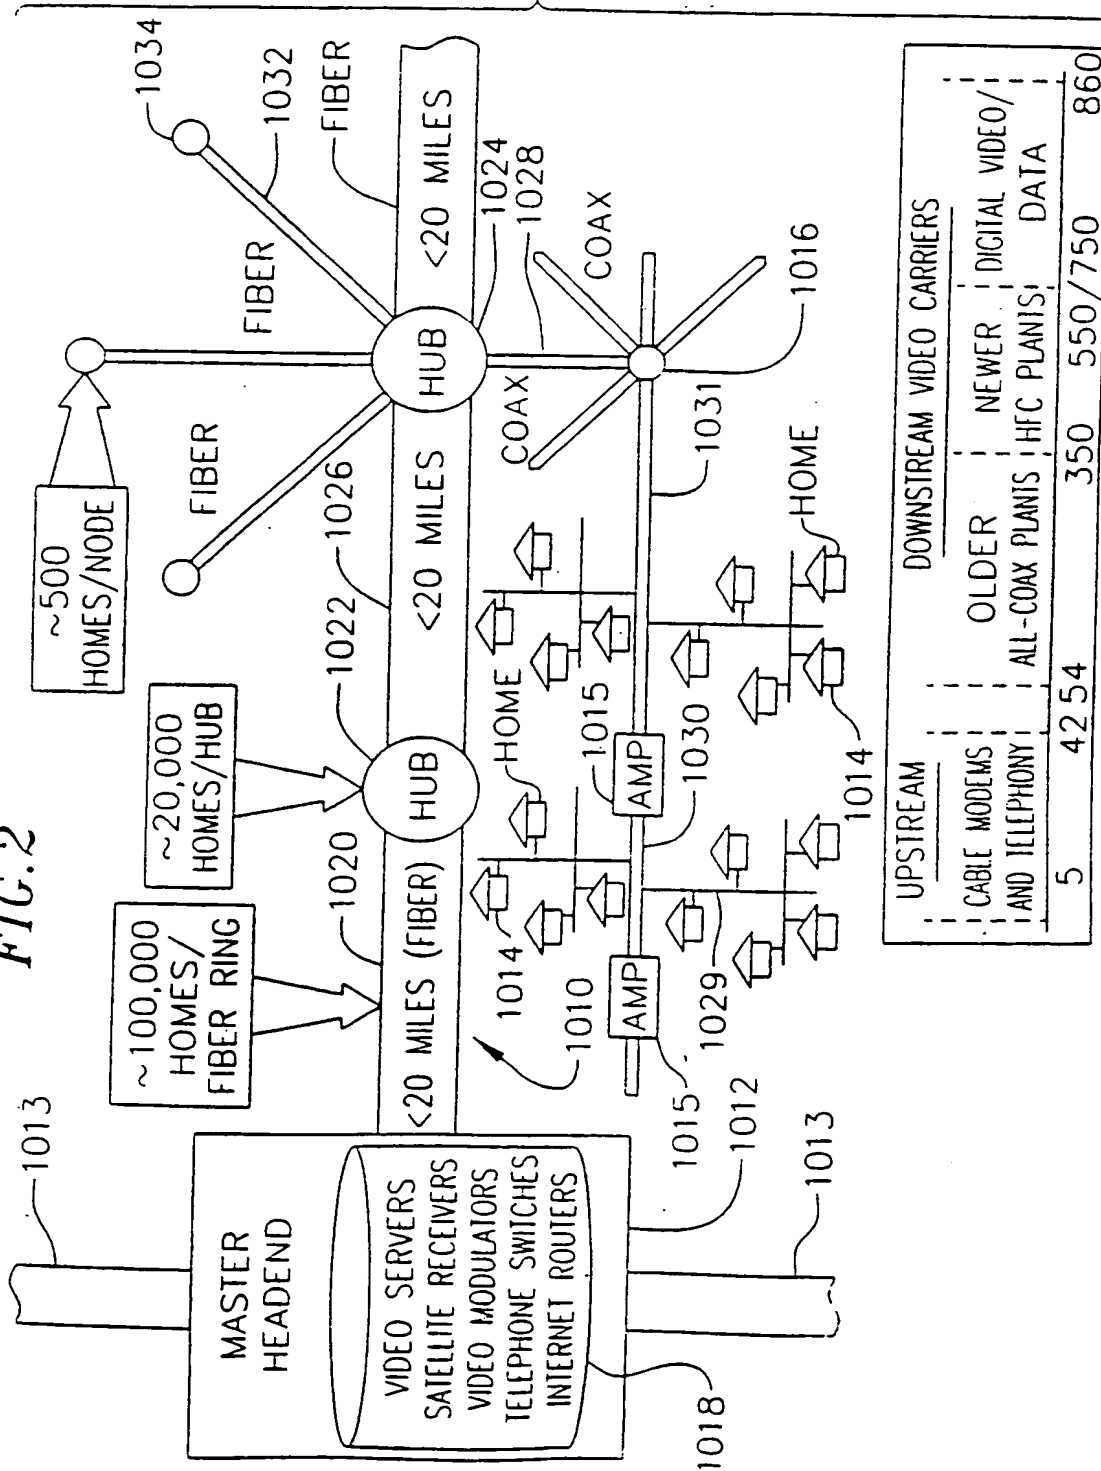 FIG.2
1013
MASTER
HEADEND
VIDEO SERVERS
SATELLITE RECEIVERS
VIDEO MODULATORS
TELEPHONE SWITCHES
INTERNET ROUTERS
1018
1012
1013
~100,000
HOMES/
FIBER RING
~20,000
HOMES/HUB
~500
HOMES/NODE
1020
<20 MILES (FIBER)
1022
HUB
1026
<20 MILES
FIBER
FIBER
HUB
1034
1032
FIBER
<20 MILES
1024
1028
COAX
COAX
1016
1031
1010
1014
HOME
1015
AMP
1030
AMP
1015
1029
1014
HOME
UPSTREAM
DOWNSTREAM VIDEO CARRIERS
CABLE MODEMS
AND TELEPHONY
OLDER
ALL-COAX PLANTS
NEWER
HFC PLANTS
DIGITAL VIDEO/
DATA
5 42 54 350 550/750 860